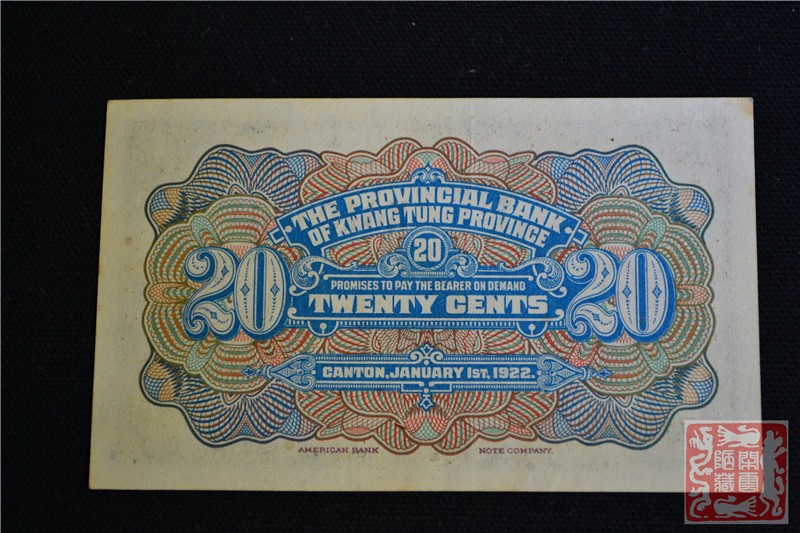 THE PROVINCIAL BANK
OF KWANG TUNG PROVINCE
20
20
20
PROMISES TO PAY THE BEARER ON DEMAND
TWENTY CENTS
CANTON, JANUARY 1ST, 1922.
AMERICAN BANK NOTE COMPANY.